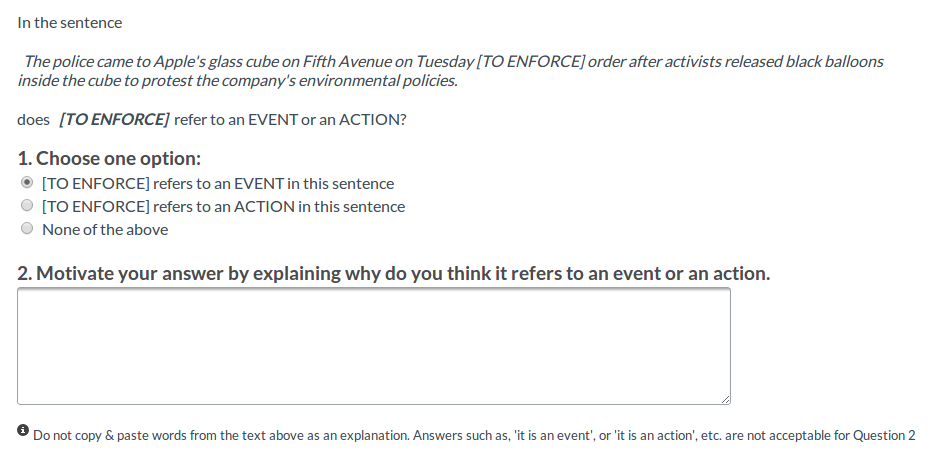 In the sentence
The police came to Apple's glass cube on Fifth Avenue on Tuesday [TO ENFORCE] order after activists released black balloons
inside the cube to protest the company's environmental policies.
does [TO ENFORCE] refer to an EVENT or an ACTION?
1. Choose one option:
[TO ENFORCE] refers to an EVENT in this sentence
[TO ENFORCE] refers to an ACTION in this sentence
None of the above
2. Motivate your answer by explaining why do you think it refers to an event or an action.
Do not copy & paste words from the text above as an explanation. Answers such as, 'it is an event', or 'it is an action', etc. are not acceptable for Question 2